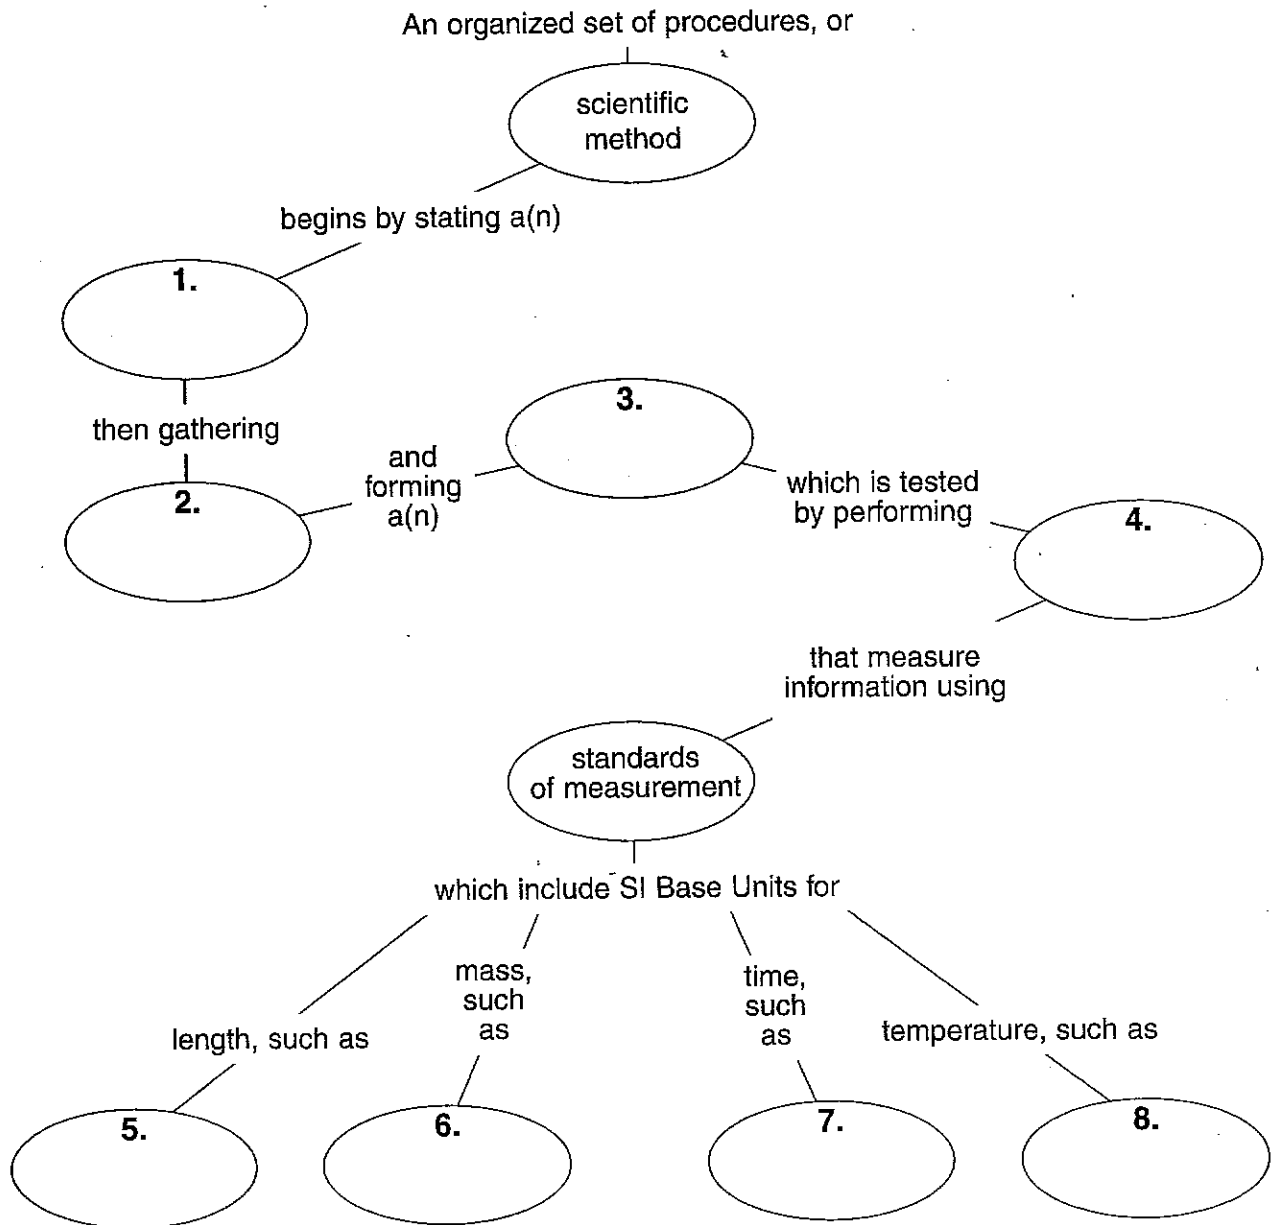 An organized set of procedures, or
scientific
method
begins by stating a(n)
1.
then gathering
2.
and
forming
a(n)
3.
which is tested
by performing
4.
that measure
information using
standards
of measurement
which include SI Base Units for
length, such as
mass,
such
as
time,
such
as
temperature, such as
5.
6.
7.
8.